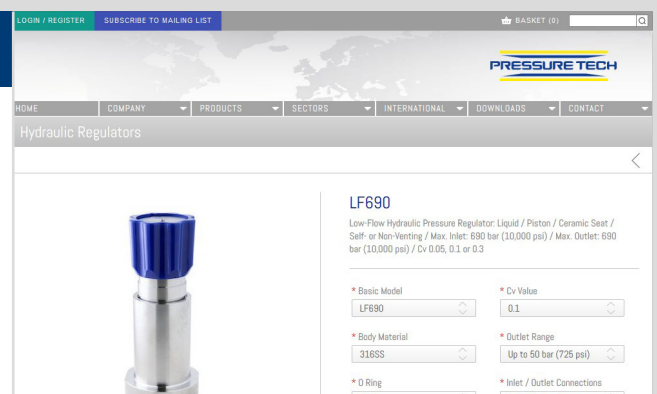 LOGIN / REGISTER
SUBSCRIBE TO MAILING LIST
BASKET (0)
PRESSURE TECH
HOME
COMPANY
PRODUCTS
SECTORS
INTERNATIONAL
DOWNLOADS
CONTACT
Hydraulic Regulators
LF690
Low-Flow Hydraulic Pressure Regulator: Liquid / Piston / Ceramic Seat /
Self- or Non-Venting / Max. Inlet: 690 bar (10,000 psi) / Max. Outlet: 690
bar (10,000 psi) / Cv 0.05, 0.1 or 0.3
* Basic Model
* Cv Value
LF690
0.1
* Body Material
* Outlet Range
316SS
Up to 50 bar (725 psi)
* O Ring
* Inlet / Outlet Connections